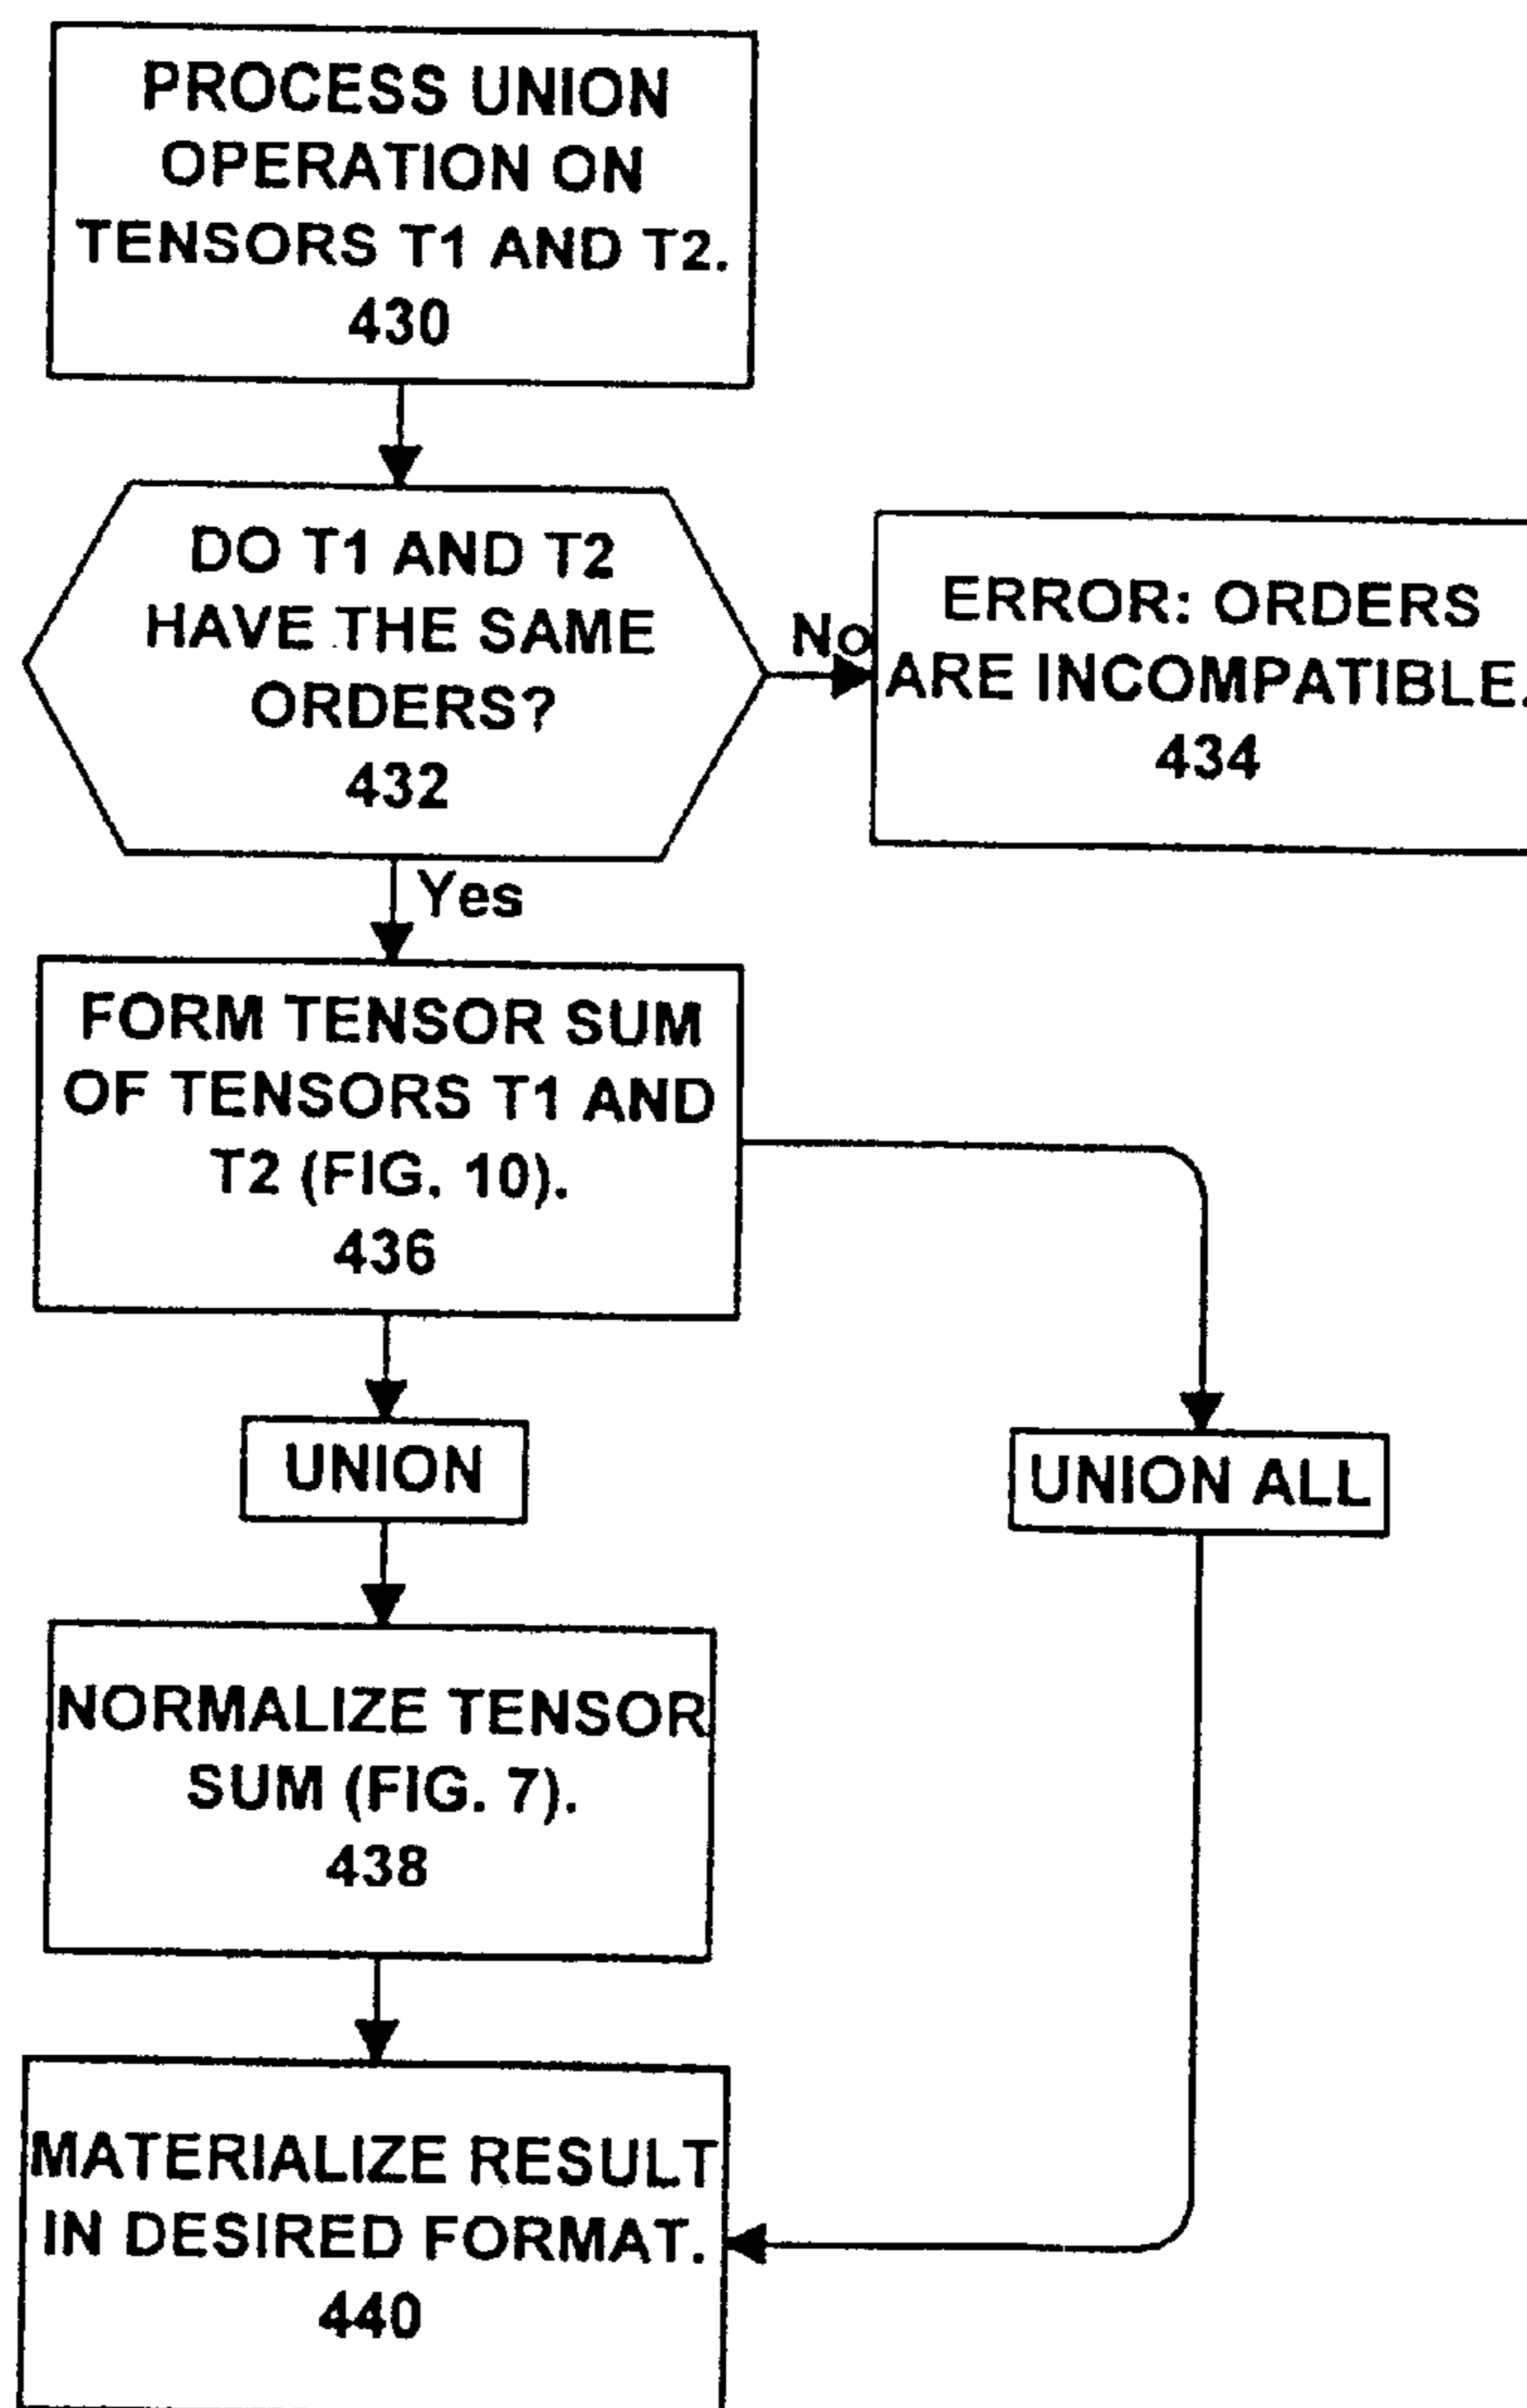 PROCESS UNION
OPERATION ON
TENSORS T1 AND T2.
430
DO T1 AND T2
HAVE THE SAME
ORDERS?
432
No
ERROR: ORDERS
ARE INCOMPATIBLE.
434
Yes
FORM TENSOR SUM
OF TENSORS T1 AND
T2 (FIG. 10).
436
UNION
UNION ALL
NORMALIZE TENSOR
SUM (FIG. 7).
438
MATERIALIZE RESULT
IN DESIRED FORMAT.
440